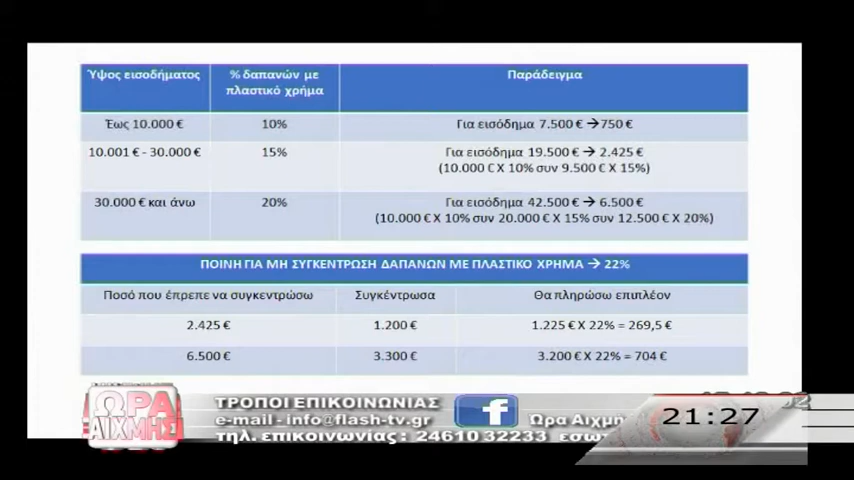 Ύψος εισοδήματος
% δαπανών με πλαστικό χρήμα
Παράδειγμα
Έως 10.000 €
10%
Για εισόδημα 7.500 € → 750 €
10.001 € - 30.000 €
15%
Για εισόδημα 19.500 € → 2.425 €
(10.000 € Χ 10% συν 9.500 € Χ 15%)
30.000 € και άνω
20%
Για εισόδημα 42.500 € → 6.500 €
(10.000 € Χ 10% συν 20.000 € Χ 15% συν 12.500 € Χ 20%)
ΠΟΙΝΗ ΓΙΑ ΜΗ ΣΥΓΚΕΝΤΡΩΣΗ ΔΑΠΑΝΩΝ ΜΕ ΠΛΑΣΤΙΚΟ ΧΡΗΜΑ → 22%
Ποσό που έπρεπε να συγκεντρώσω
Συγκέντρωσα
Θα πληρώσω επιπλέον
2.425 €
1.200 €
1.225 € Χ 22% = 269,5 €
6.500 €
3.300 €
3.200 € Χ 22% = 704 €
ΩΡΑ
ΑΙΧΜΗΣ
ΤΡΟΠΟΙ ΕΠΙΚΟΙΝΩΝΙΑΣ
e-mail - info@flash-tv.gr
f
Ώρα Αιχμή
τηλ. επικοινωνίας : 24610 32233 εσωτ
21:27